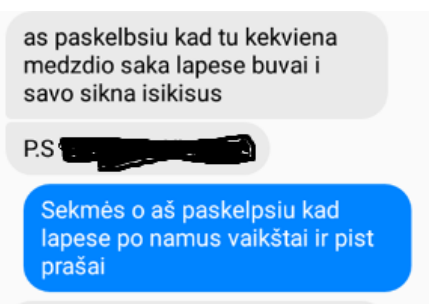 as paskelbsiu kad tu kekviena
medzdio saka lapese buvai i
savo sikna isikisus
P.S
Sekmės o aš paskelpsiu kad
lapese po namus vaikštai ir pist
prašai